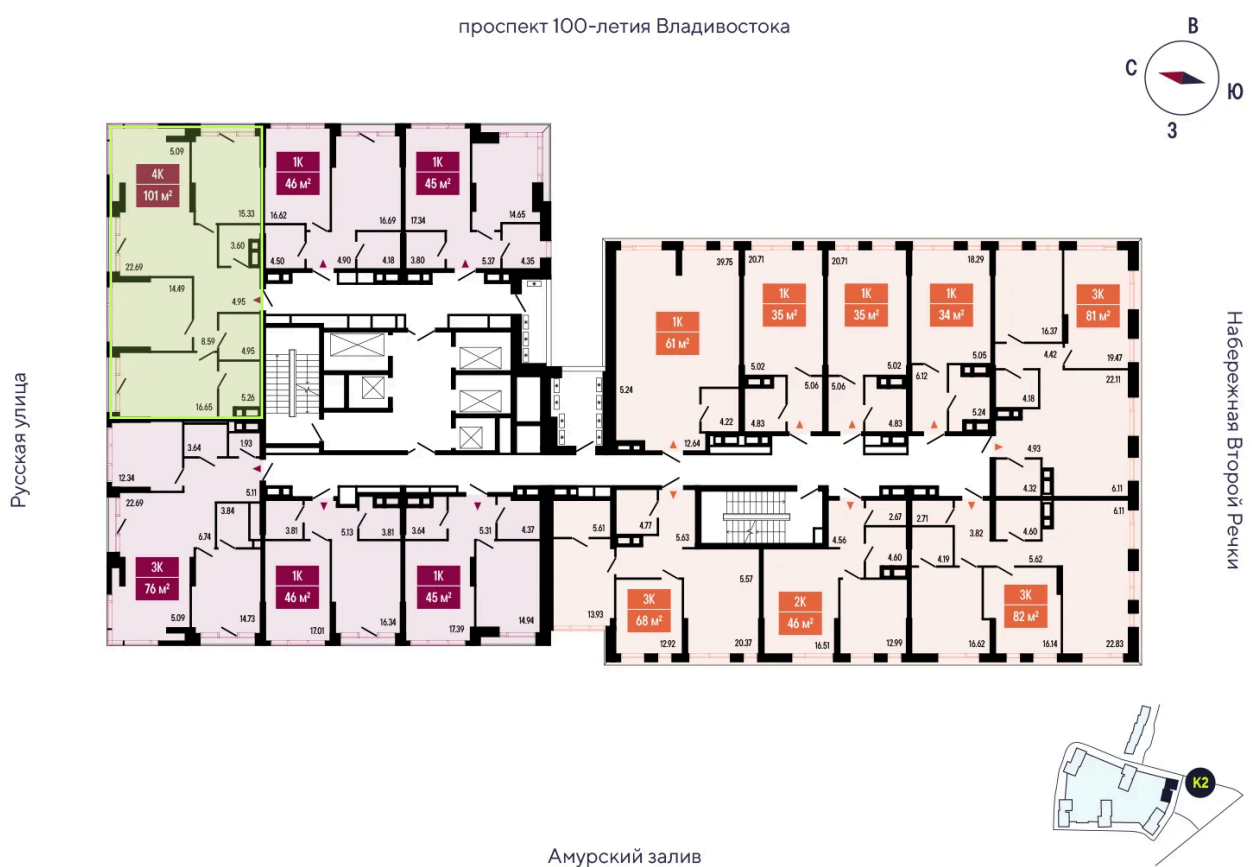 проспект 100-летия Владивостока
В
С
Ю
З
Русская улица
Набережная Второй Речки
4К
101 м²
5.09
15.33
3.60
22.69
14.49
4.95
8.59
4.95
16.65
5.26
1К
46 м²
16.62
16.69
4.50
4.90
4.18
1К
45 м²
17.34
14.65
3.80
5.37
4.35
39.75
1К
61 м²
5.24
4.22
12.64
20.71
1К
35 м²
5.02
5.06
4.83
20.71
1К
35 м²
5.02
5.06
4.83
18.29
1К
34 м²
5.05
6.12
5.24
3К
81 м²
16.37
4.42
19.47
22.11
4.18
4.93
4.32
6.11
3.64
1.93
12.34
5.11
22.69
3.84
6.74
3К
76 м²
5.09
14.73
3.81
5.13
3.81
1К
46 м²
17.01
16.34
3.64
5.31
4.37
1К
45 м²
17.39
14.94
5.61
4.77
5.63
5.57
3К
68 м²
13.93
12.92
20.37
2.67
4.56
4.60
2К
46 м²
16.51
12.99
2.71
3.82
4.60
6.11
4.19
5.62
3К
82 м²
16.62
16.14
22.83
К2
Амурский залив